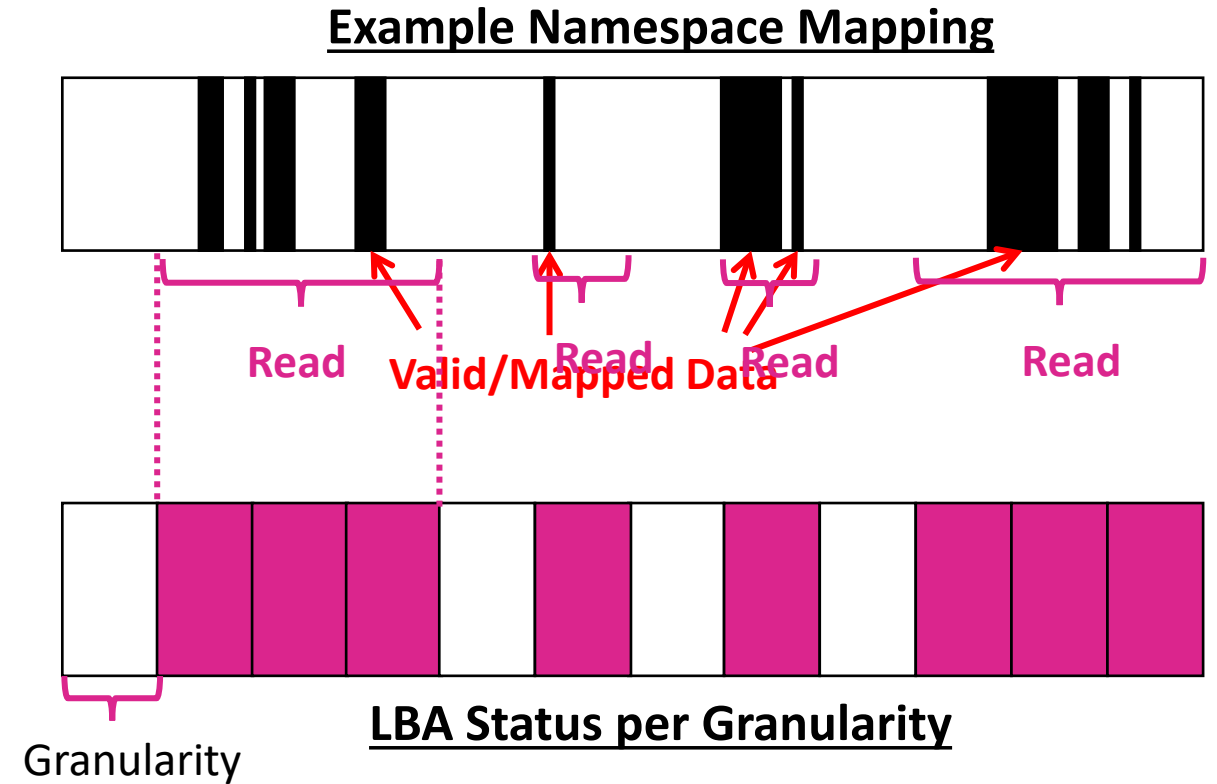 Example Namespace Mapping
Read
Valid/Mapped Data
Read
Read
Read
LBA Status per Granularity
Granularity